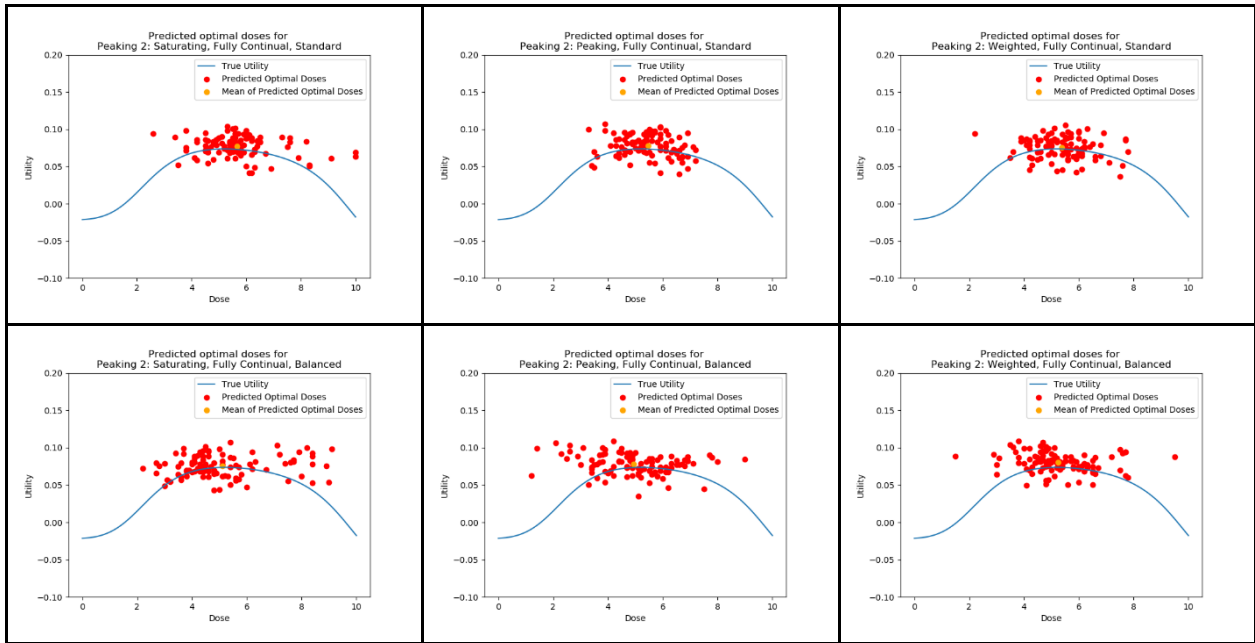 Predicted optimal doses for
Peaking 2: Saturating, Fully Continual, Standard
0.20
0.15
0.10
0.05
0.00
−0.05
−0.10
Utility
True Utility
Predicted Optimal Doses
Mean of Predicted Optimal Doses
0 2 4 6 8 10
Dose
Predicted optimal doses for
Peaking 2: Peaking, Fully Continual, Standard
0.20
0.15
0.10
0.05
0.00
−0.05
−0.10
Utility
True Utility
Predicted Optimal Doses
Mean of Predicted Optimal Doses
0 2 4 6 8 10
Dose
Predicted optimal doses for
Peaking 2: Weighted, Fully Continual, Standard
0.20
0.15
0.10
0.05
0.00
−0.05
−0.10
Utility
True Utility
Predicted Optimal Doses
Mean of Predicted Optimal Doses
0 2 4 6 8 10
Dose
Predicted optimal doses for
Peaking 2: Saturating, Fully Continual, Balanced
0.20
0.15
0.10
0.05
0.00
−0.05
−0.10
Utility
True Utility
Predicted Optimal Doses
Mean of Predicted Optimal Doses
0 2 4 6 8 10
Dose
Predicted optimal doses for
Peaking 2: Peaking, Fully Continual, Balanced
0.20
0.15
0.10
0.05
0.00
−0.05
−0.10
Utility
True Utility
Predicted Optimal Doses
Mean of Predicted Optimal Doses
0 2 4 6 8 10
Dose
Predicted optimal doses for
Peaking 2: Weighted, Fully Continual, Balanced
0.20
0.15
0.10
0.05
0.00
−0.05
−0.10
Utility
True Utility
Predicted Optimal Doses
Mean of Predicted Optimal Doses
0 2 4 6 8 10
Dose